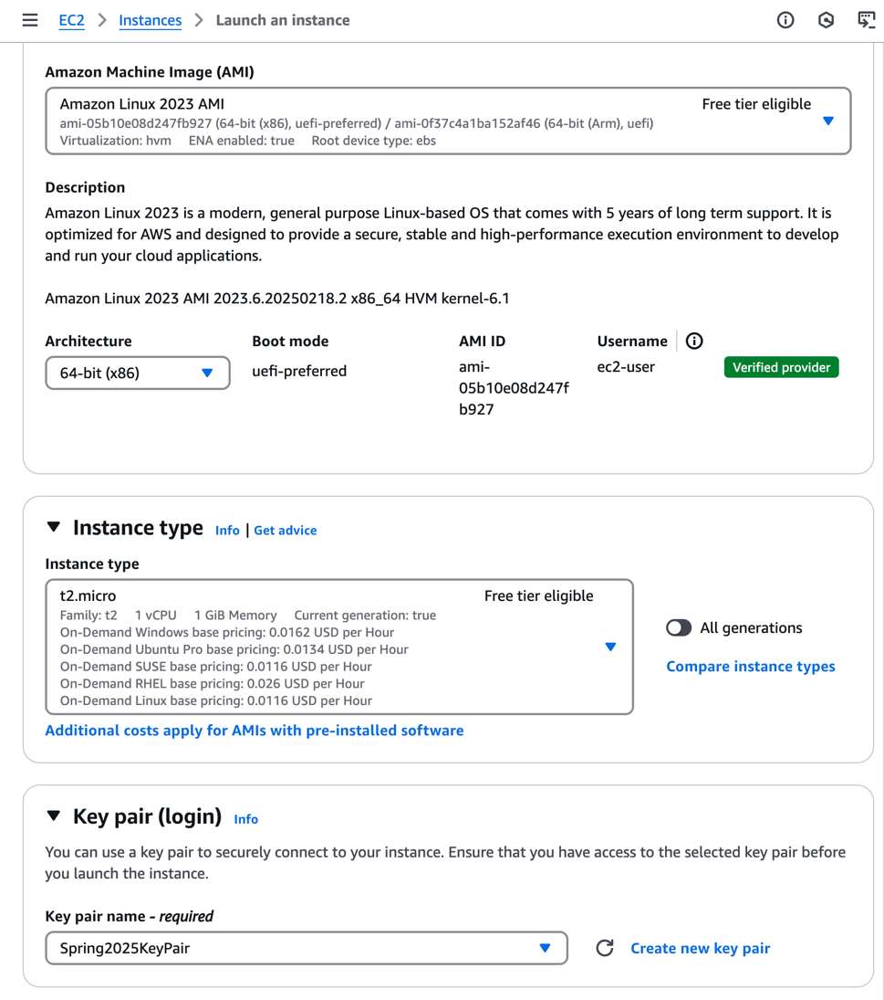 EC2 > Instances > Launch an instance
Amazon Machine Image (AMI)
Amazon Linux 2023 AMI Free tier eligible
ami-05b10e08d247fb927 (64-bit (x86), uefi-preferred) / ami-0f37c4a1ba152af46 (64-bit (Arm), uefi)
Virtualization: hvm ENA enabled: true Root device type: ebs
Description
Amazon Linux 2023 is a modern, general purpose Linux-based OS that comes with 5 years of long term support. It is
optimized for AWS and designed to provide a secure, stable and high-performance execution environment to develop
and run your cloud applications.
Amazon Linux 2023 AMI 2023.6.20250218.2 x86_64 HVM kernel-6.1
Architecture Boot mode AMI ID Username
64-bit (x86) uefi-preferred ami- ec2-user Verified provider
05b10e08d247f
b927
Instance type Info | Get advice
Instance type
t2.micro Free tier eligible
Family: t2 1 vCPU 1 GiB Memory Current generation: true
On-Demand Windows base pricing: 0.0162 USD per Hour
On-Demand Ubuntu Pro base pricing: 0.0134 USD per Hour
On-Demand SUSE base pricing: 0.0116 USD per Hour
On-Demand RHEL base pricing: 0.026 USD per Hour
On-Demand Linux base pricing: 0.0116 USD per Hour
All generations
Compare instance types
Additional costs apply for AMIs with pre-installed software
Key pair (login) Info
You can use a key pair to securely connect to your instance. Ensure that you have access to the selected key pair before
you launch the instance.
Key pair name - required
Spring2025KeyPair Create new key pair